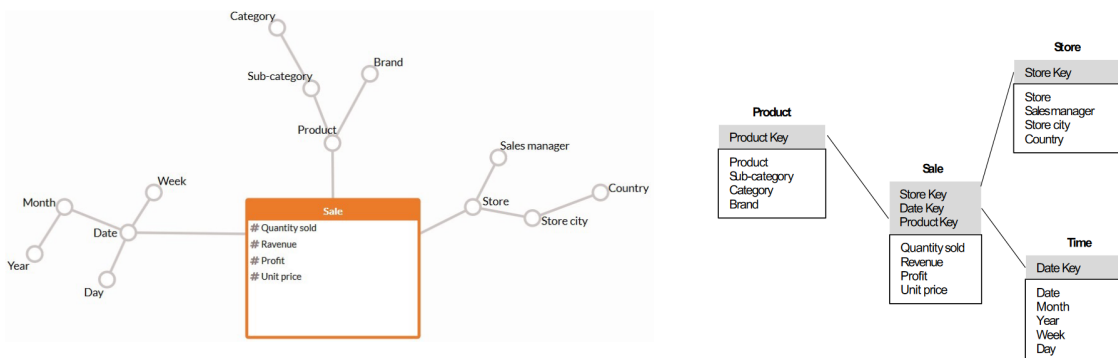 Category
Sub-category
Brand
Product
Sales manager
Country
Store
Store city
Week
Month
Date
Year
Day
Sale
# Quantity sold
# Revenue
# Profit
# Unit price
Product
Product Key
Product
Sub-category
Category
Brand
Sale
Store Key
Date Key
Product Key
Quantity sold
Revenue
Profit
Unit price
Store
Store Key
Store
Sales manager
Store city
Country
Time
Date Key
Date
Month
Year
Week
Day